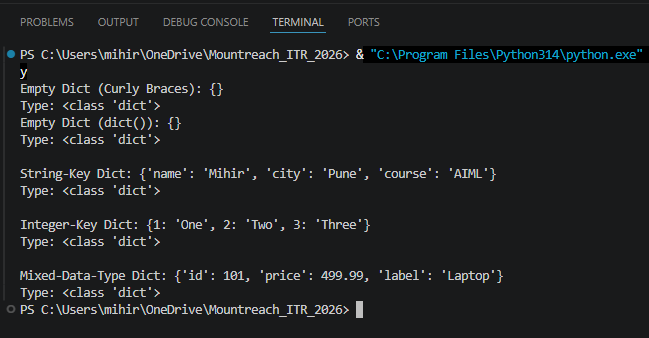 PROBLEMS OUTPUT DEBUG CONSOLE TERMINAL PORTS
PS C:\Users\mihir\OneDrive\Mountreach_ITR_2026> & "C:\Program Files\Python314\python.exe"
y
Empty Dict (Curly Braces): {}
Type: <class 'dict'>
Empty Dict (dict()): {}
Type: <class 'dict'>
String-Key Dict: {'name': 'Mihir', 'city': 'Pune', 'course': 'AIML'}
Type: <class 'dict'>
Integer-Key Dict: {1: 'One', 2: 'Two', 3: 'Three'}
Type: <class 'dict'>
Mixed-Data-Type Dict: {'id': 101, 'price': 499.99, 'label': 'Laptop'}
Type: <class 'dict'>
PS C:\Users\mihir\OneDrive\Mountreach_ITR_2026>